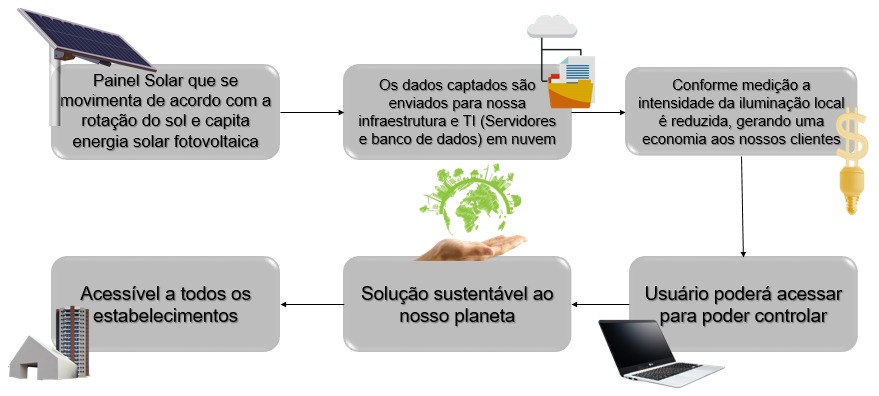 Painel Solar que se
movimenta de acordo com a
rotação do sol e capita
energia solar fotovoltaica
Os dados captados são
enviados para nossa
infraestrutura e TI (Servidores
e banco de dados) em nuvem
Conforme medição a
intensidade da iluminação local
é reduzida, gerando uma
economia aos nossos clientes
Usuário poderá acessar
para poder controlar
Solução sustentável ao
nosso planeta
Acessível a todos os
estabelecimentos